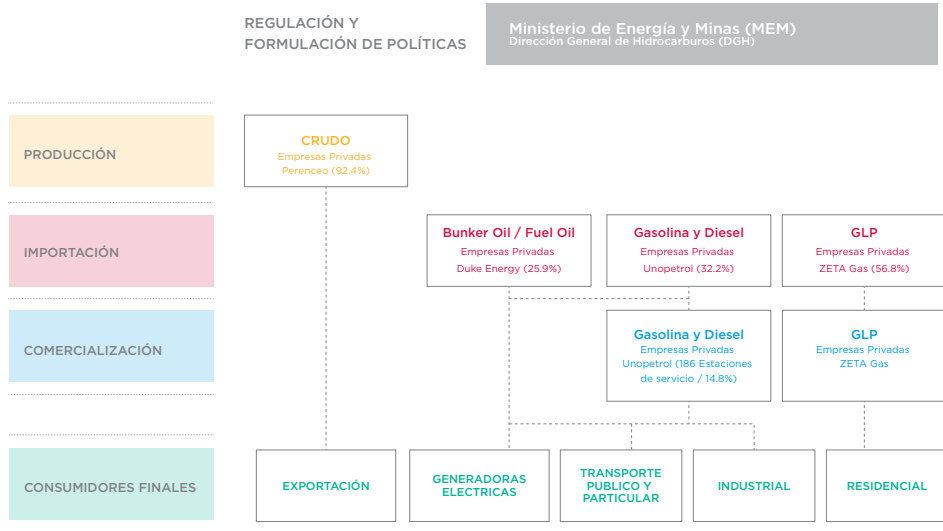 REGULACIÓN Y
FORMULACIÓN DE POLÍTICAS
Ministerio de Energía y Minas (MEM)
Dirección General de Hidrocarburos (DGH)
PRODUCCIÓN
CRUDO
Empresas Privadas
Perenceo (92.4%)
IMPORTACIÓN
Bunker Oil / Fuel Oil
Empresas Privadas
Duke Energy (25.9%)
Gasolina y Diesel
Empresas Privadas
Unopetrol (32.2%)
GLP
Empresas Privadas
ZETA Gas (56.8%)
COMERCIALIZACIÓN
Gasolina y Diesel
Empresas Privadas
Unopetrol (186 Estaciones
de servicio / 14.8%)
GLP
Empresas Privadas
ZETA Gas
CONSUMIDORES FINALES
EXPORTACIÓN
GENERADORAS
ELECTRICAS
TRANSPORTE
PUBLICO Y
PARTICULAR
INDUSTRIAL
RESIDENCIAL